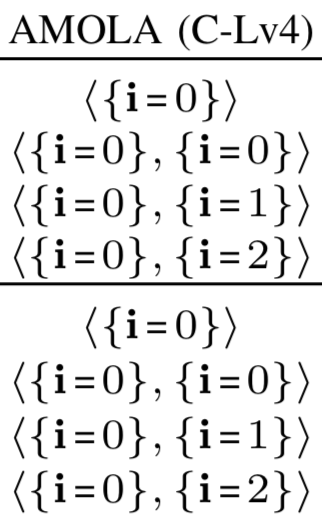 AMOLA (C-Lv4)
⟨{i=0}⟩
⟨{i=0}, {i=0}⟩
⟨{i=0}, {i=1}⟩
⟨{i=0}, {i=2}⟩
⟨{i=0}⟩
⟨{i=0}, {i=0}⟩
⟨{i=0}, {i=1}⟩
⟨{i=0}, {i=2}⟩